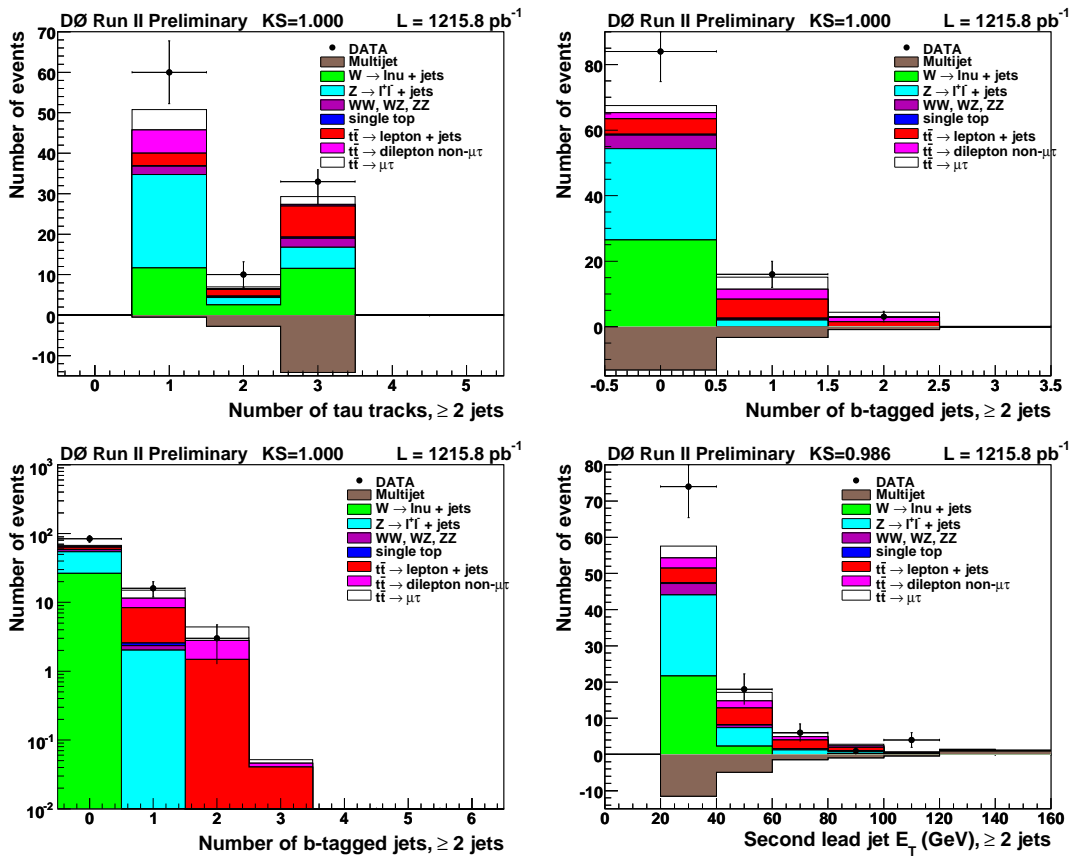 DØ Run II Preliminary KS=1.000 L = 1215.8 pb⁻¹
Number of events
70
60
50
40
30
20
10
0
-10
DATA
Multijet
W → lnu + jets
Z → l⁺l⁻ + jets
WW, WZ, ZZ
single top
tt̄ → lepton + jets
tt̄ → dilepton non-μτ
tt̄ → μτ
0 1 2 3 4 5
Number of tau tracks, ≥ 2 jets
DØ Run II Preliminary KS=1.000 L = 1215.8 pb⁻¹
Number of events
80
60
40
20
0
DATA
Multijet
W → lnu + jets
Z → l⁺l⁻ + jets
WW, WZ, ZZ
single top
tt̄ → lepton + jets
tt̄ → dilepton non-μτ
tt̄ → μτ
-0.5 0 0.5 1 1.5 2 2.5 3 3.5
Number of b-tagged jets, ≥ 2 jets
DØ Run II Preliminary KS=1.000 L = 1215.8 pb⁻¹
Number of events
10³
10²
10
1
10⁻¹
10⁻²
DATA
Multijet
W → lnu + jets
Z → l⁺l⁻ + jets
WW, WZ, ZZ
single top
tt̄ → lepton + jets
tt̄ → dilepton non-μτ
tt̄ → μτ
0 1 2 3 4 5 6
Number of b-tagged jets, ≥ 2 jets
DØ Run II Preliminary KS=0.986 L = 1215.8 pb⁻¹
Number of events
80
70
60
50
40
30
20
10
0
-10
DATA
Multijet
W → lnu + jets
Z → l⁺l⁻ + jets
WW, WZ, ZZ
single top
tt̄ → lepton + jets
tt̄ → dilepton non-μτ
tt̄ → μτ
0 20 40 60 80 100 120 140 160
Second lead jet E_T (GeV), ≥ 2 jets